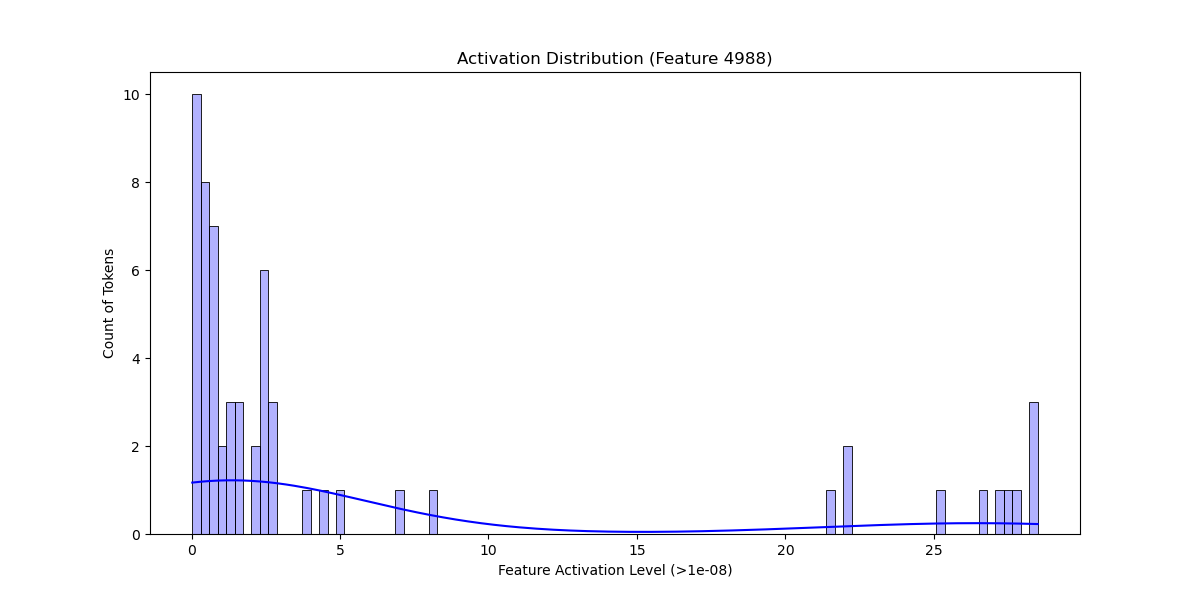 Activation Distribution (Feature 4988)
10
8
6
4
2
0
Count of Tokens
0 5 10 15 20 25
Feature Activation Level (>1e-08)